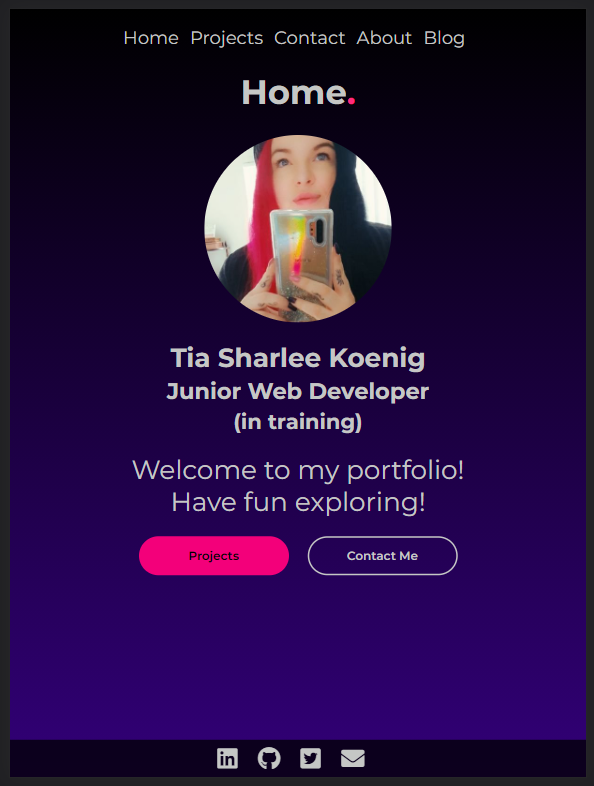 Home Projects Contact About Blog
Home.
Tia Sharlee Koenig
Junior Web Developer
(in training)
Welcome to my portfolio!
Have fun exploring!
Projects Contact Me
in